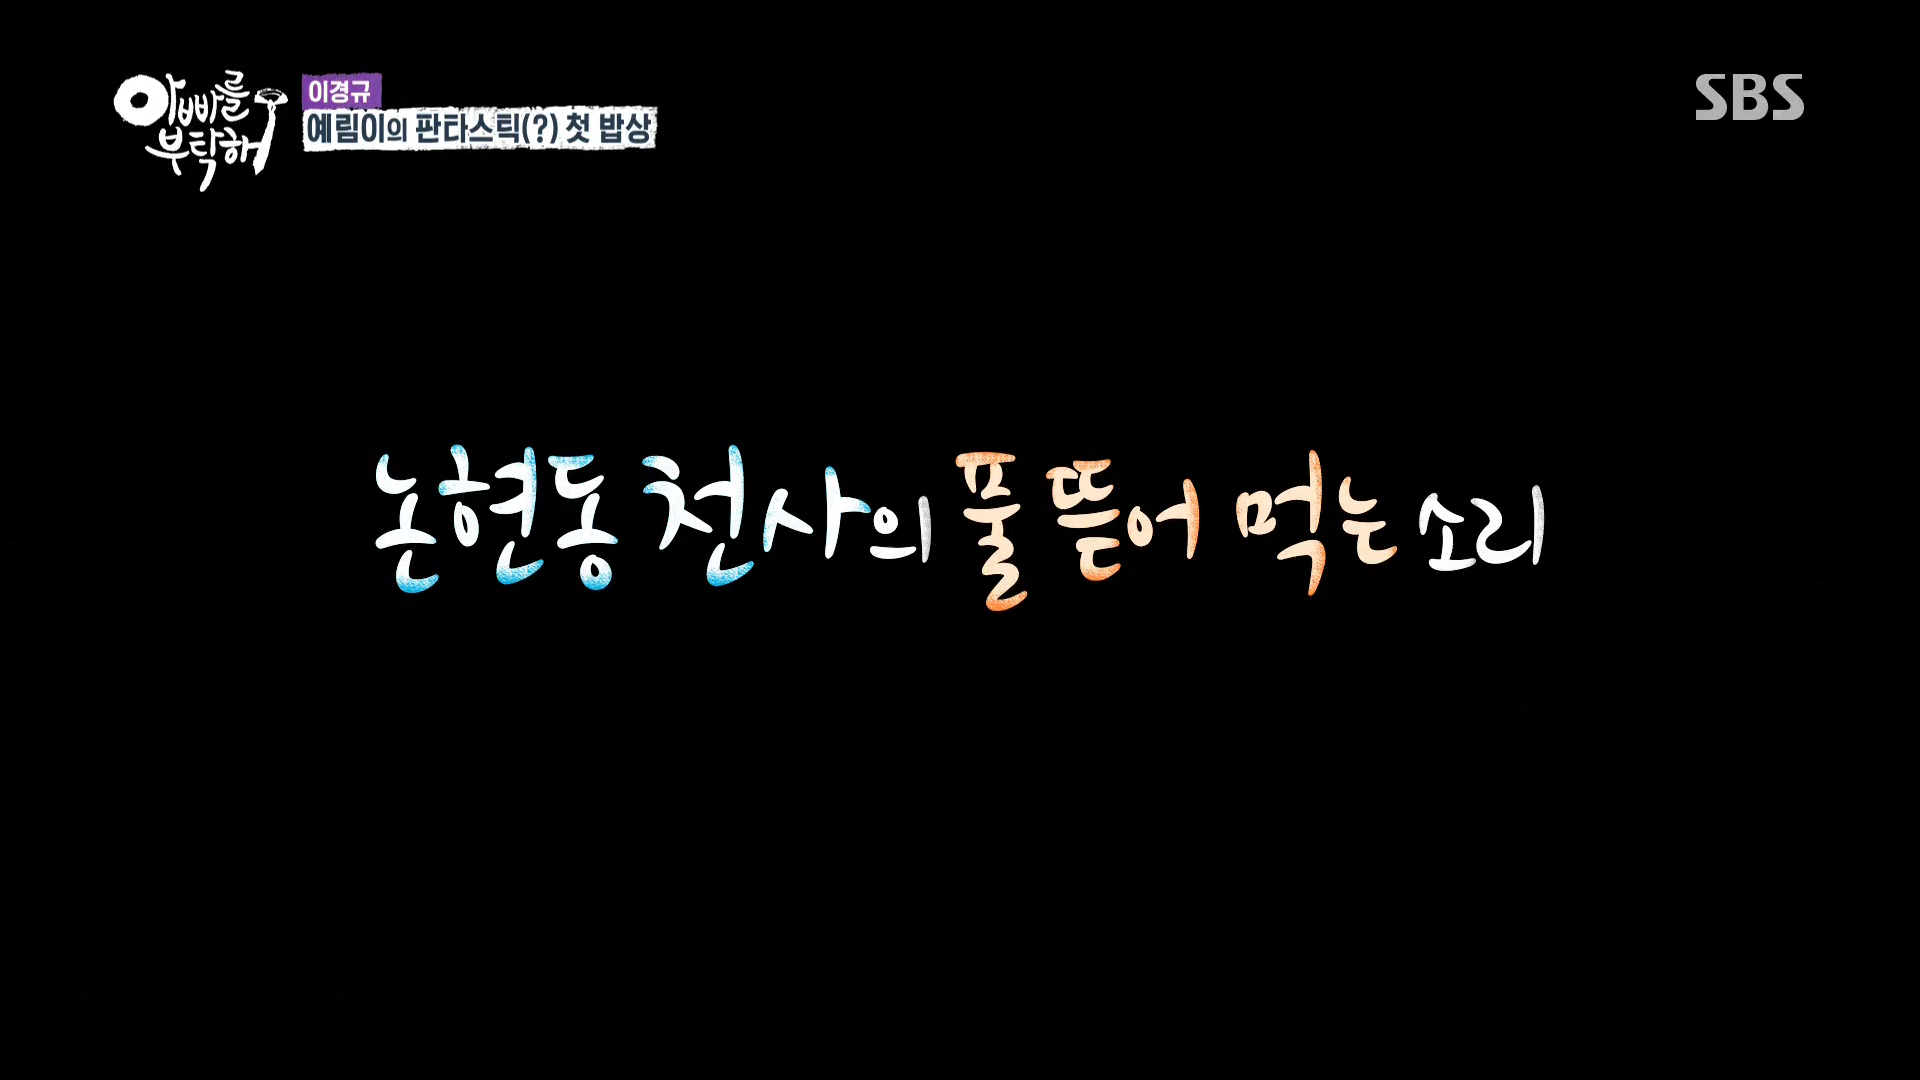 아빠를
부탁해
이경규
예림이의 판타스틱(?) 첫 밥상
SBS
논현동 천사의 풀 뜯어 먹는 소리